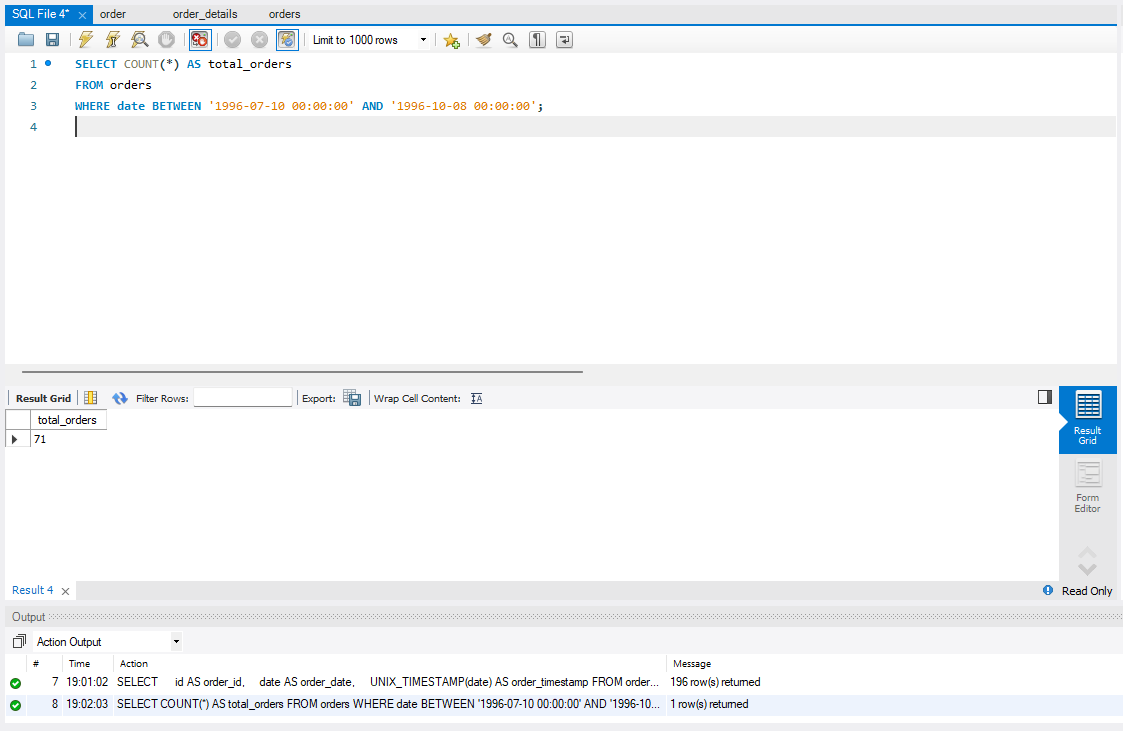 SQL File 4* order order_details orders
Limit to 1000 rows
1 SELECT COUNT(*) AS total_orders
2 FROM orders
3 WHERE date BETWEEN '1996-07-10 00:00:00' AND '1996-10-08 00:00:00';
4
Result Grid Filter Rows: Export: Wrap Cell Content:
total_orders
71
Result Grid
Form Editor
Result 4 Read Only
Output
Action Output
# Time Action Message
7 19:01:02 SELECT id AS order_id, date AS order_date, UNIX_TIMESTAMP(date) AS order_timestamp FROM order... 196 row(s) returned
8 19:02:03 SELECT COUNT(*) AS total_orders FROM orders WHERE date BETWEEN '1996-07-10 00:00:00' AND '1996-10... 1 row(s) returned